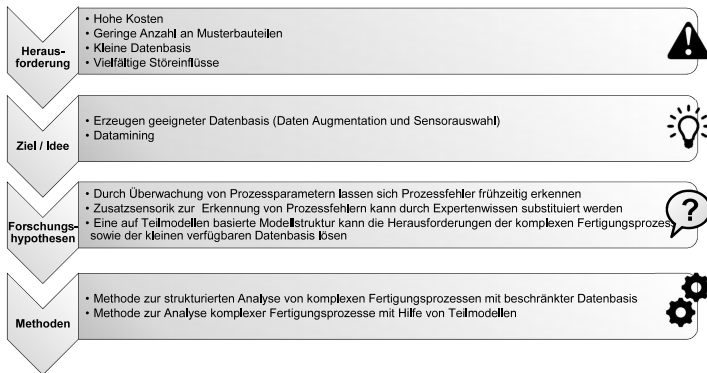 Heraus-
forderung
• Hohe Kosten
• Geringe Anzahl an Musterbauteilen
• Kleine Datenbasis
• Vielfältige Störeinflüsse
Ziel / Idee
• Erzeugen geeigneter Datenbasis (Daten Augmentation und Sensorauswahl)
• Datamining
Forschungs-
hypothesen
• Durch Überwachung von Prozessparametern lassen sich Prozessfehler frühzeitig erkennen
• Zusatzsensorik zur Erkennung von Prozessfehlern kann durch Expertenwissen substituiert werden
• Eine auf Teilmodellen basierte Modellstruktur kann die Herausforderungen der komplexen
sowie der kleinen verfügbaren Datenbasis lösen
?
Methoden
• Methode zur strukturierten Analyse von komplexen Fertigungsprozessen mit beschränkter Datenbasis
• Methode zur Analyse komplexer Fertigungsprozesse mit Hilfe von Teilmodellen